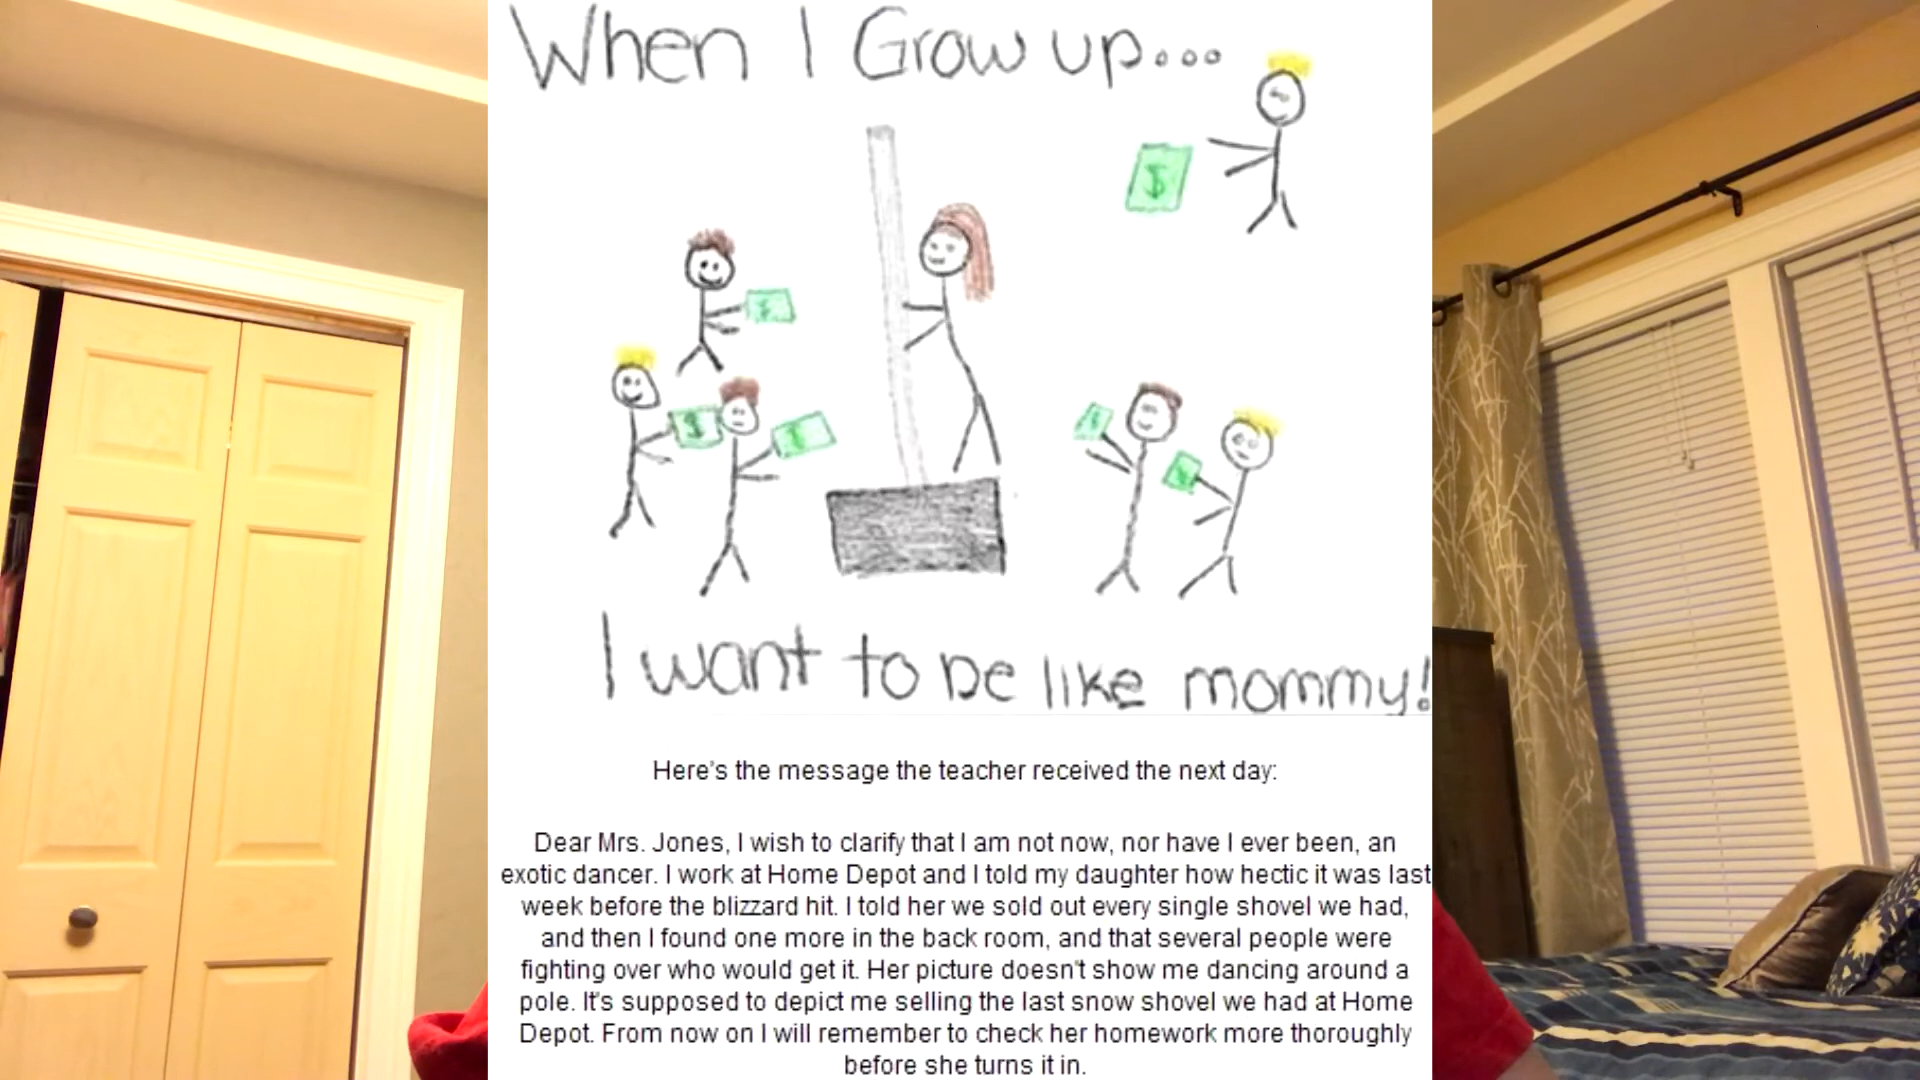 When I Grow up...
$
$
$
$
I want to be like mommy!
Here's the message the teacher received the next day:
Dear Mrs. Jones, I wish to clarify that I am not now, nor have I ever been, an
exotic dancer. I work at Home Depot and I told my daughter how hectic it was last
week before the blizzard hit. I told her we sold out every single shovel we had,
and then I found one more in the back room, and that several people were
fighting over who would get it. Her picture doesn't show me dancing around a
pole. It's supposed to depict me selling the last snow shovel we had at Home
Depot. From now on I will remember to check her homework more thoroughly
before she turns it in.